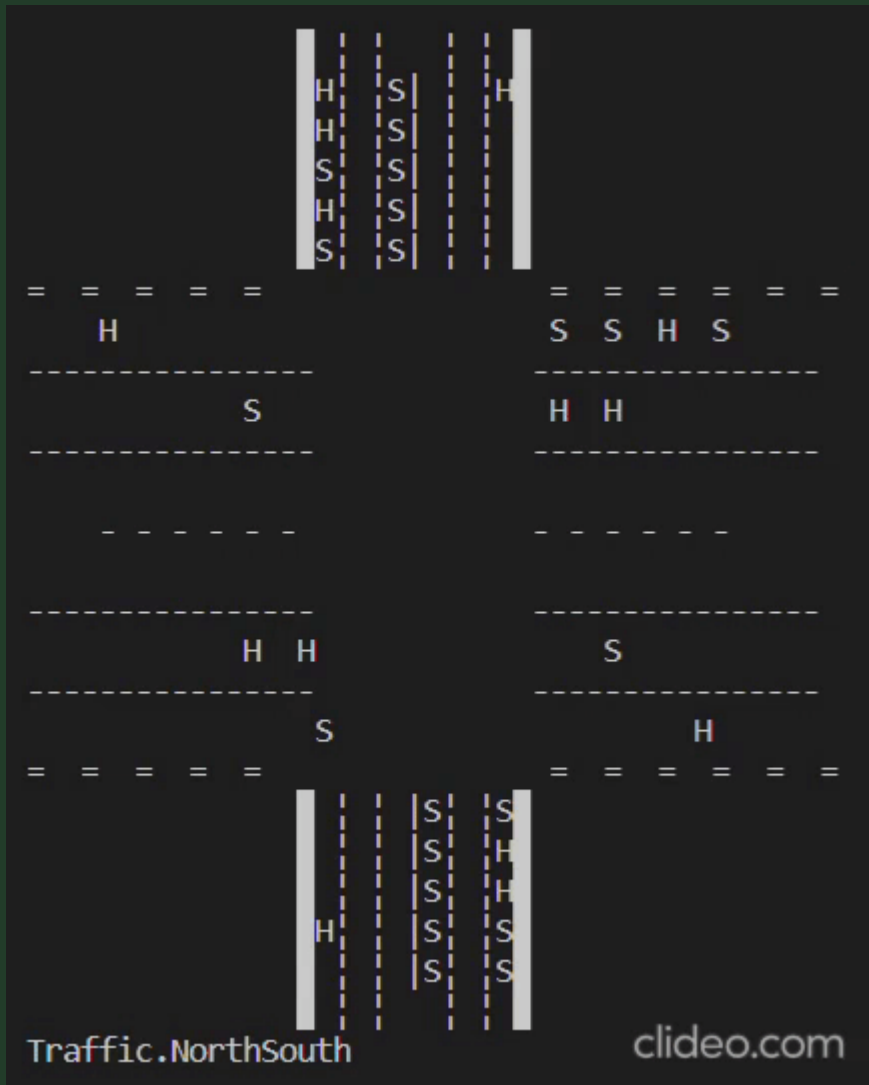 █ ¦ ¦   ¦ ¦ █
█H¦ ¦S| ¦ ¦H█
█H¦ ¦S| ¦ ¦ █
█S¦ ¦S| ¦ ¦ █
█H¦ ¦S| ¦ ¦ █
█S¦ ¦S| ¦ ¦ █
=  =  =  =  =                =  =  =  =  =  =
    H                        S  S  H  S
----------------            ----------------
            S                H  H
----------------            ----------------
    - - - - - -             - - - - - -
----------------            ----------------
            H  H                S
----------------            ----------------
                S                    H
=  =  =  =  =                =  =  =  =  =  =
█ ¦ ¦ |S¦ ¦S█
█ ¦ ¦ |S¦ ¦H█
█ ¦ ¦ |S¦ ¦H█
█H¦ ¦ |S¦ ¦S█
█ ¦ ¦ |S¦ ¦S█
█ ¦ ¦   ¦ ¦ █
Traffic.NorthSouth
clideo.com